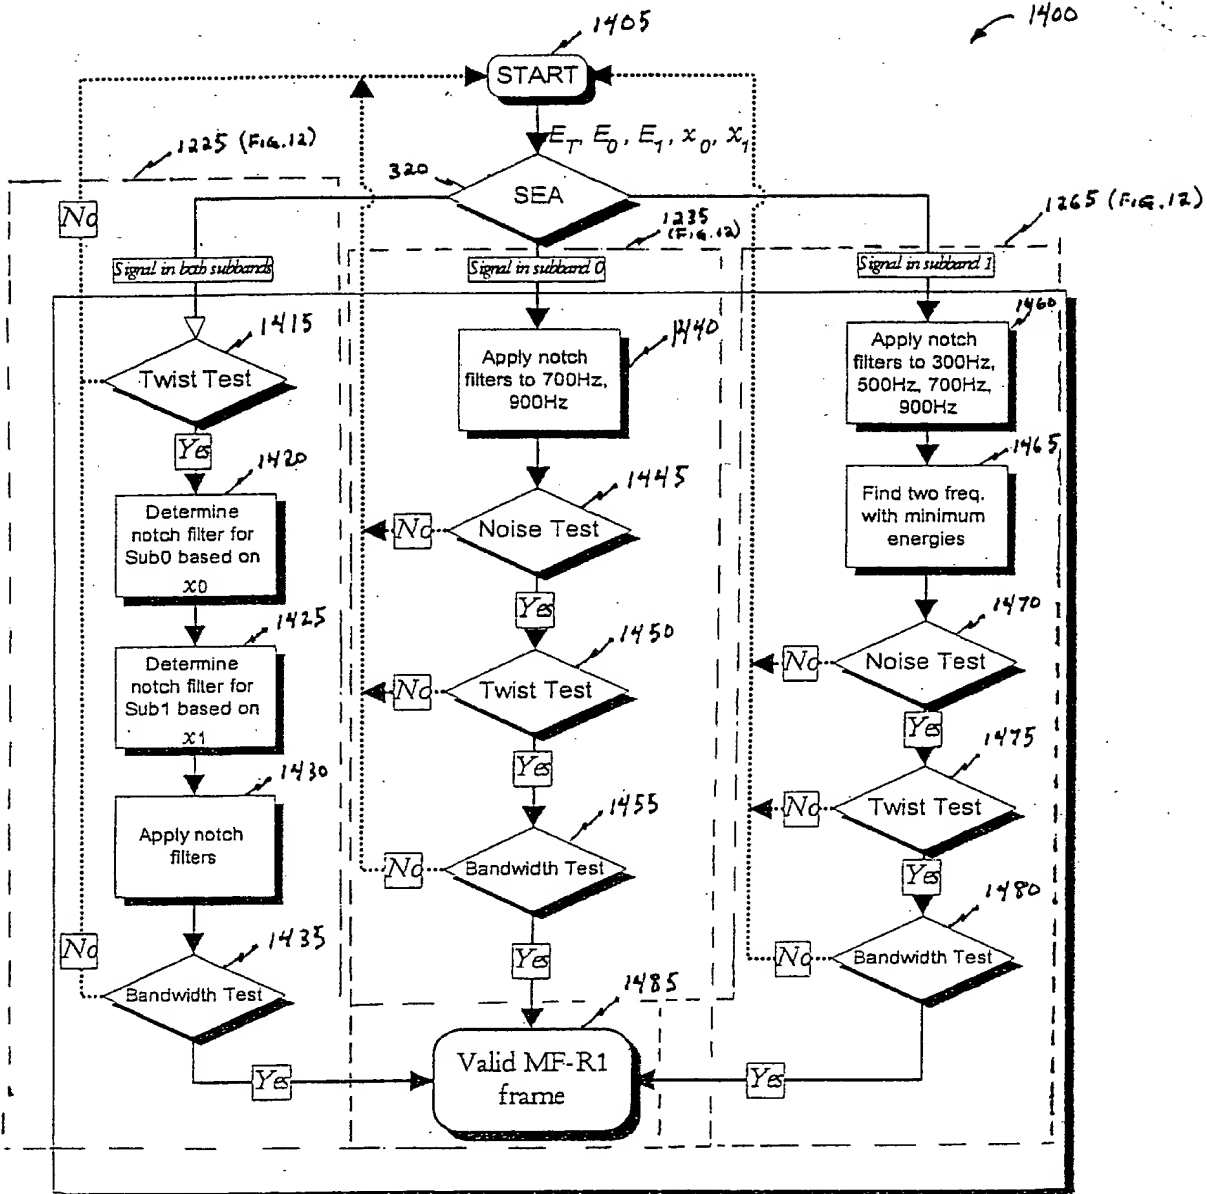 1400
1405
START
E_T, E_0, E_1, x_0, x_1
1225 (FIG.12)
320
SEA
1235
(FIG.12)
1265 (FIG.12)
No
Signal in both subbands
Signal in subband 0
Signal in subband 1
1415
Twist Test
Yes
1420
Determine
notch filter for
Sub0 based on
x0
1425
Determine
notch filter for
Sub1 based on
x1
1430
Apply notch
filters
No
1435
Bandwidth Test
Yes
1440
Apply notch
filters to 700Hz,
900Hz
1445
Noise Test
No
Yes
1450
Twist Test
No
Yes
1455
Bandwidth Test
No
Yes
1460
Apply notch
filters to 300Hz,
500Hz, 700Hz,
900Hz
1465
Find two freq.
with minimum
energies
1470
Noise Test
No
Yes
1475
Twist Test
No
Yes
1480
Bandwidth Test
No
Yes
1485
Valid MF-R1
frame